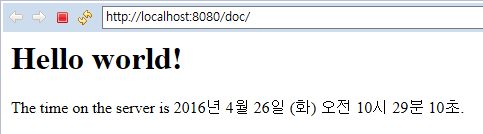 http://localhost:8080/doc/
Hello world!
The time on the server is 2016년 4월 26일 (화) 오전 10시 29분 10초.